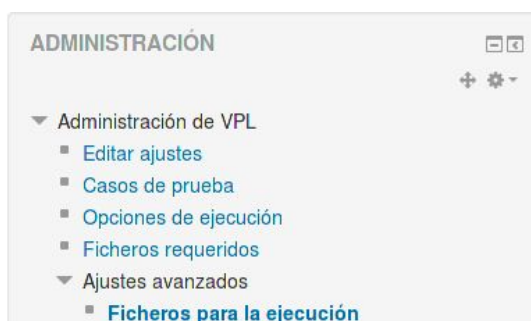 ADMINISTRACIÓN
Administración de VPL
Editar ajustes
Casos de prueba
Opciones de ejecución
Ficheros requeridos
Ajustes avanzados
Ficheros para la ejecución